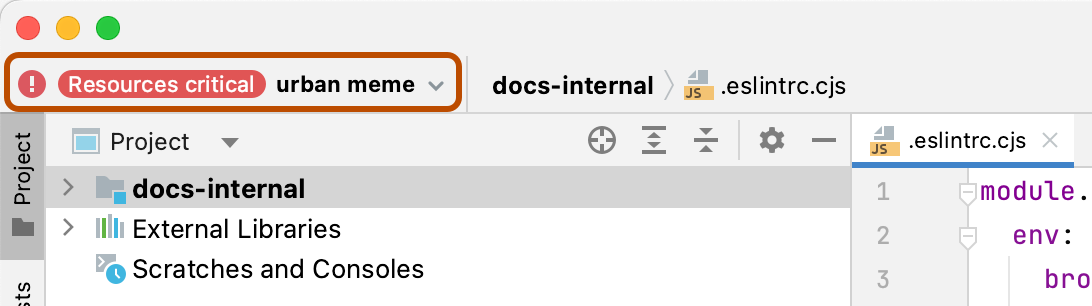 ! Resources critical urban meme docs-internal .eslintrc.cjs
Project
Project
.eslintrc.cjs
docs-internal
External Libraries
Scratches and Consoles
1 module.
2 env:
3 bro